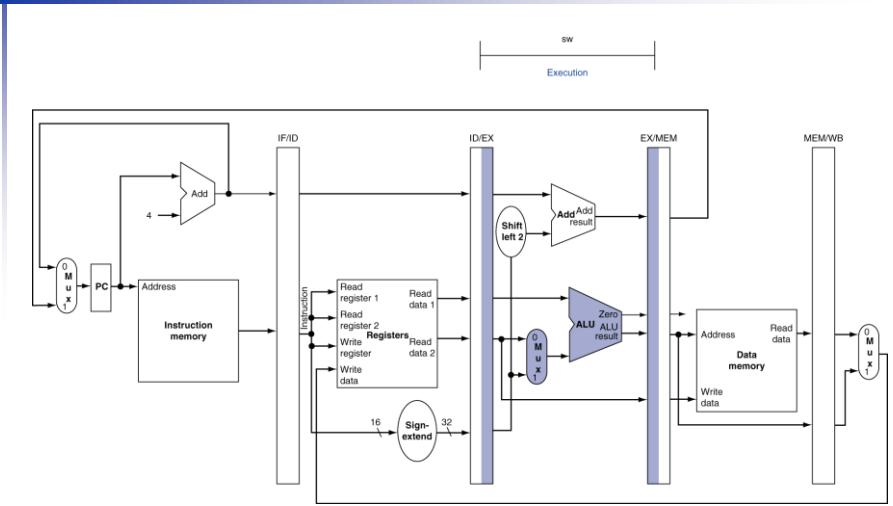 sw
Execution
IF/ID
ID/EX
EX/MEM
MEM/WB
Add
4
Shift
left 2
Add Add
result
0
M
u
x
1
PC
Address
Instruction
memory
Instruction
Read
register 1
Read
register 2
Write
register
Write
data
Registers
Read
data 1
Read
data 2
16
Sign-
extend
32
0
M
u
x
1
Zero
ALU
ALU
result
Address
Read
data
Data
memory
Write
data
0
M
u
x
1